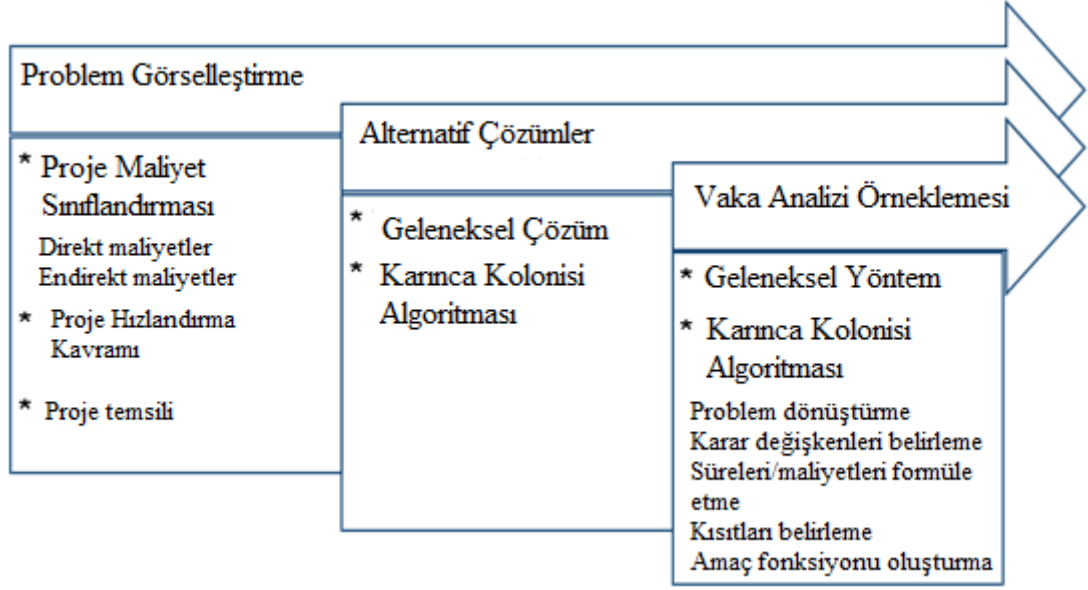 Problem Görselleştirme
* Proje Maliyet
Sınıflandırması
Direkt maliyetler
Endirekt maliyetler
* Proje Hızlandırma
Kavramı
* Proje temsili
Alternatif Çözümler
* Geleneksel Çözüm
* Karınca Kolonisi
Algoritması
Vaka Analizi Örneklemesi
* Geleneksel Yöntem
* Karınca Kolonisi
Algoritması
Problem dönüştürme
Karar değişkenleri belirleme
Süreleri/maliyetleri formüle
etme
Kısıtları belirleme
Amaç fonksiyonu oluşturma